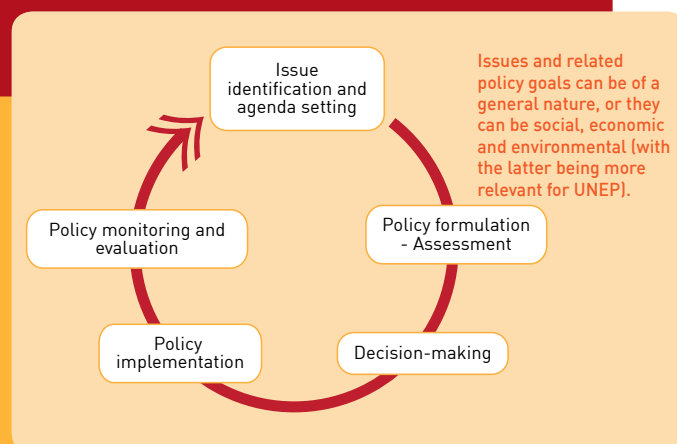 Issue
identification and
agenda setting
Issues and related
policy goals can be of a
general nature, or they
can be social, economic
and environmental (with
the latter being more
relevant for UNEP).
Policy formulation
- Assessment
Decision-making
Policy
implementation
Policy monitoring and
evaluation